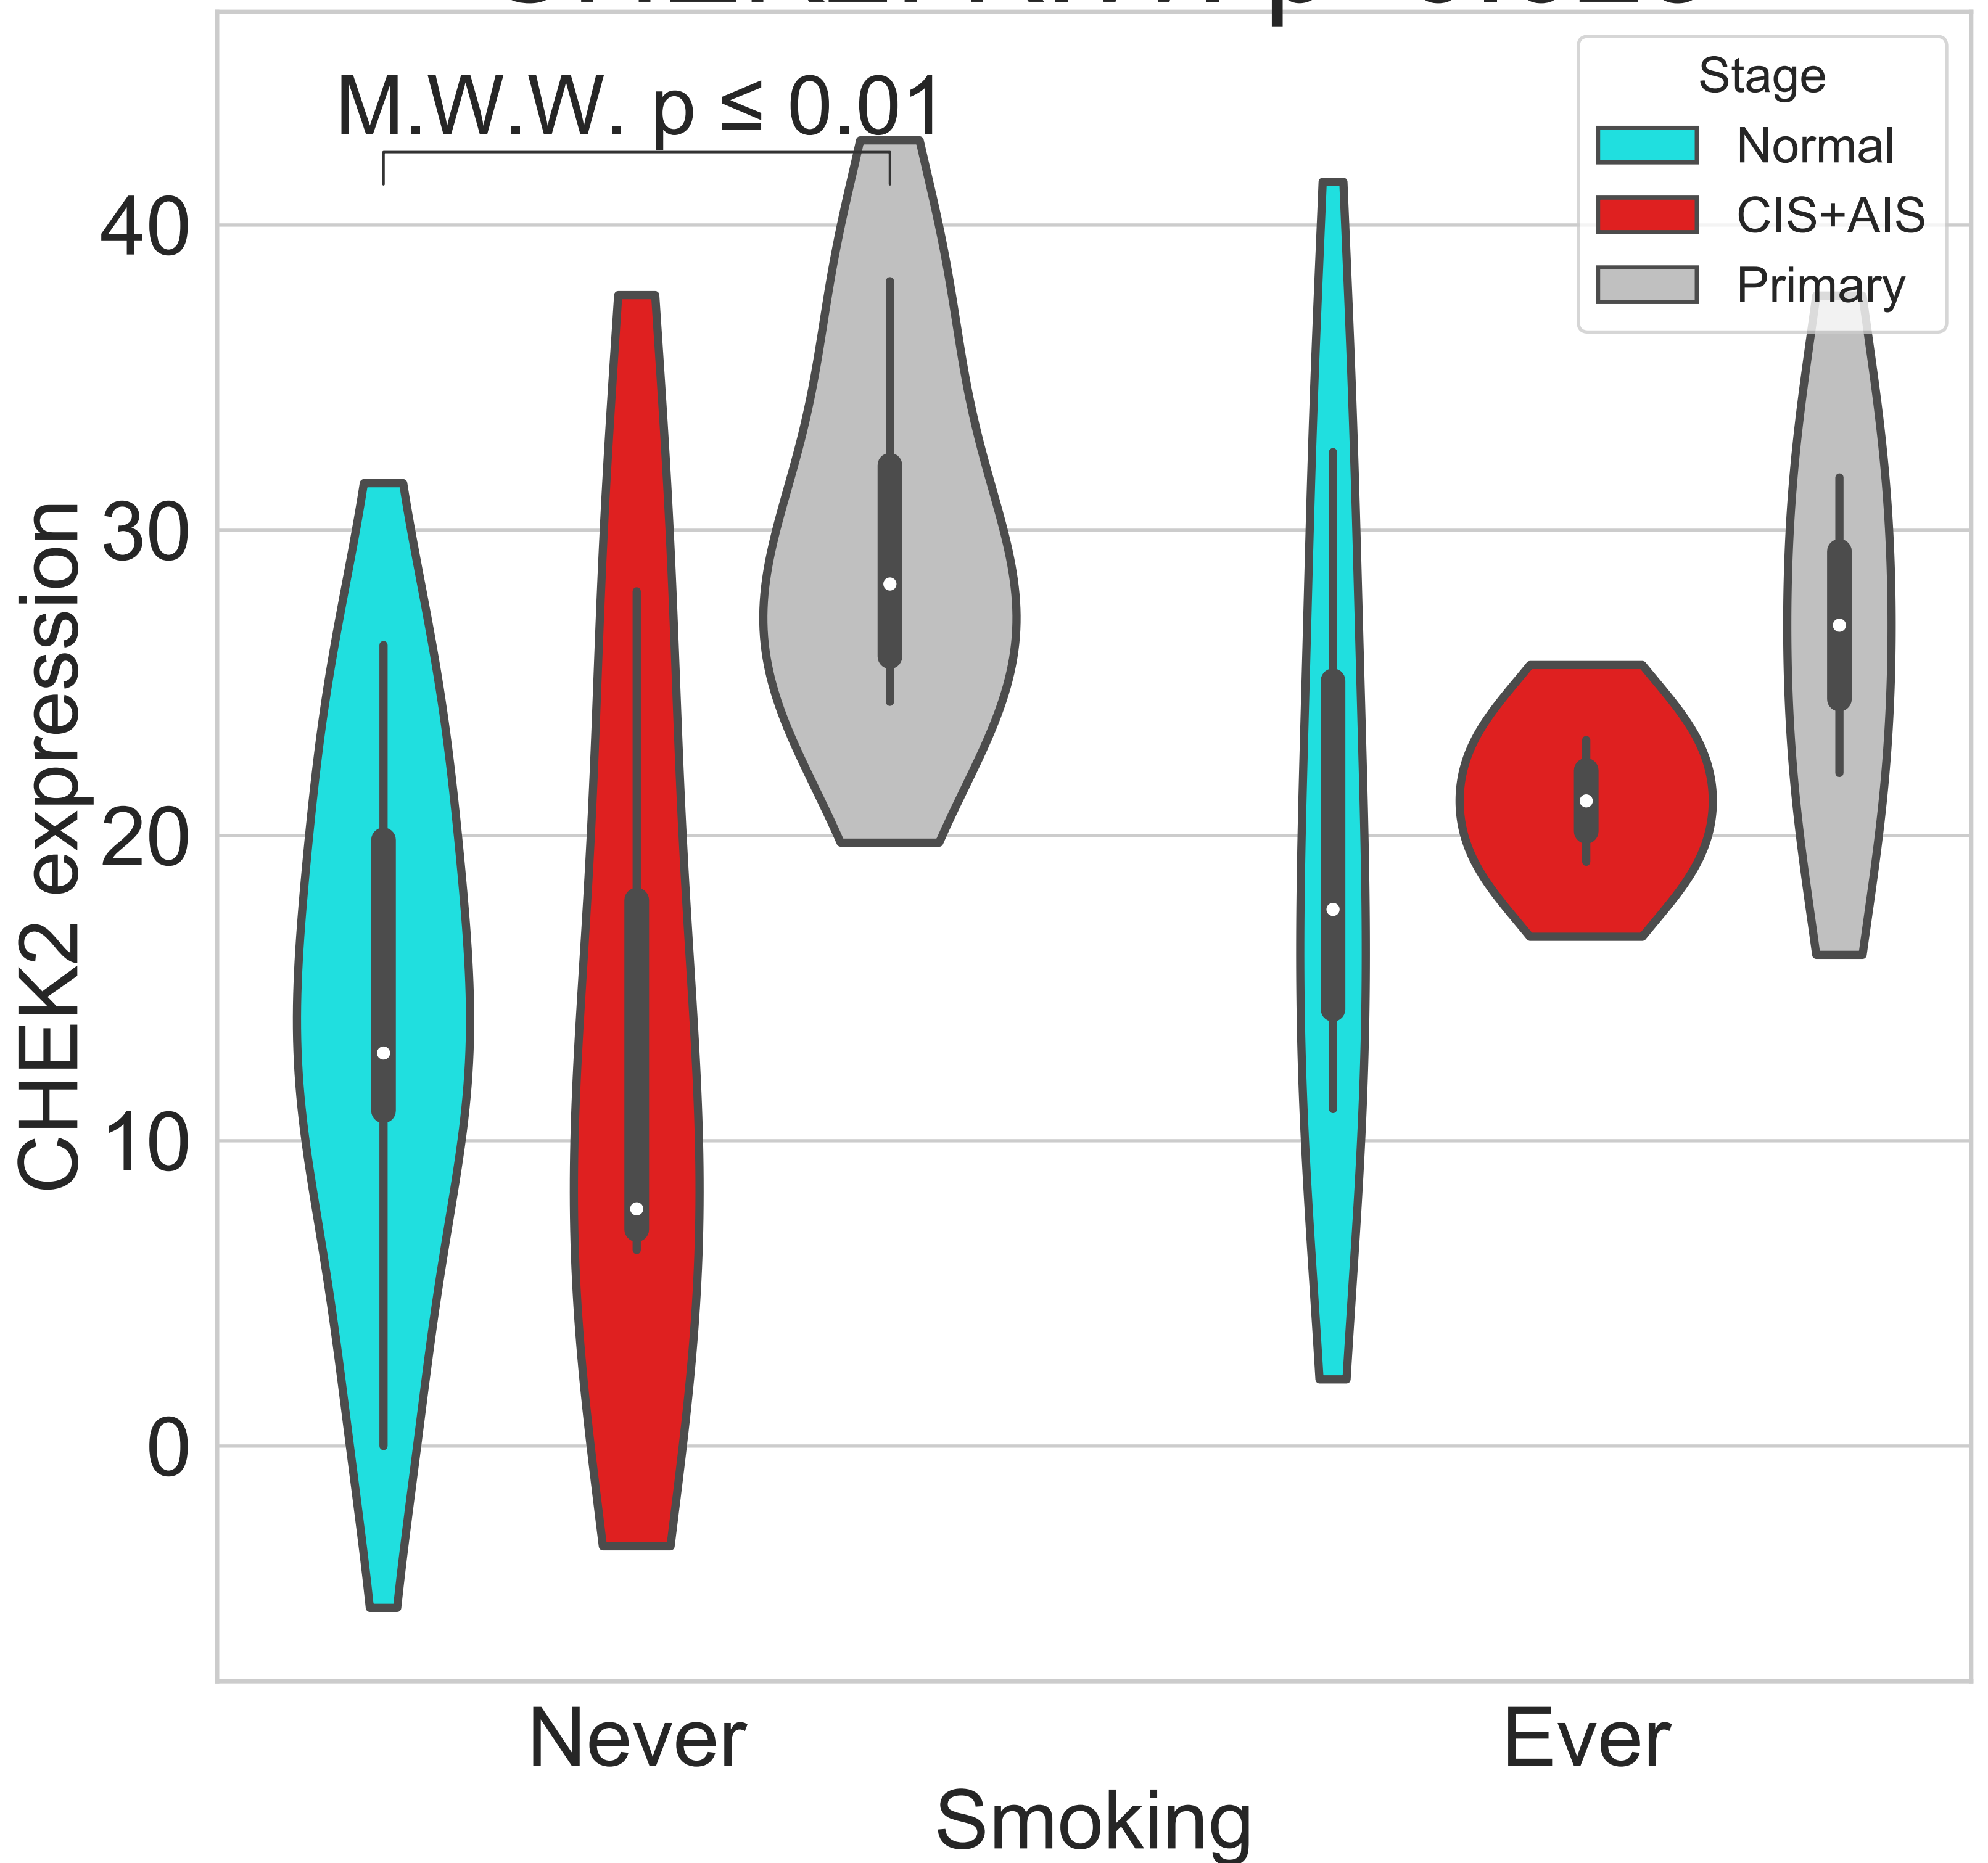 M.W.W. p ≤ 0.01
Stage
Normal
CIS+AIS
Primary
40
30
20
10
0
CHEK2 expression
Never
Ever
Smoking